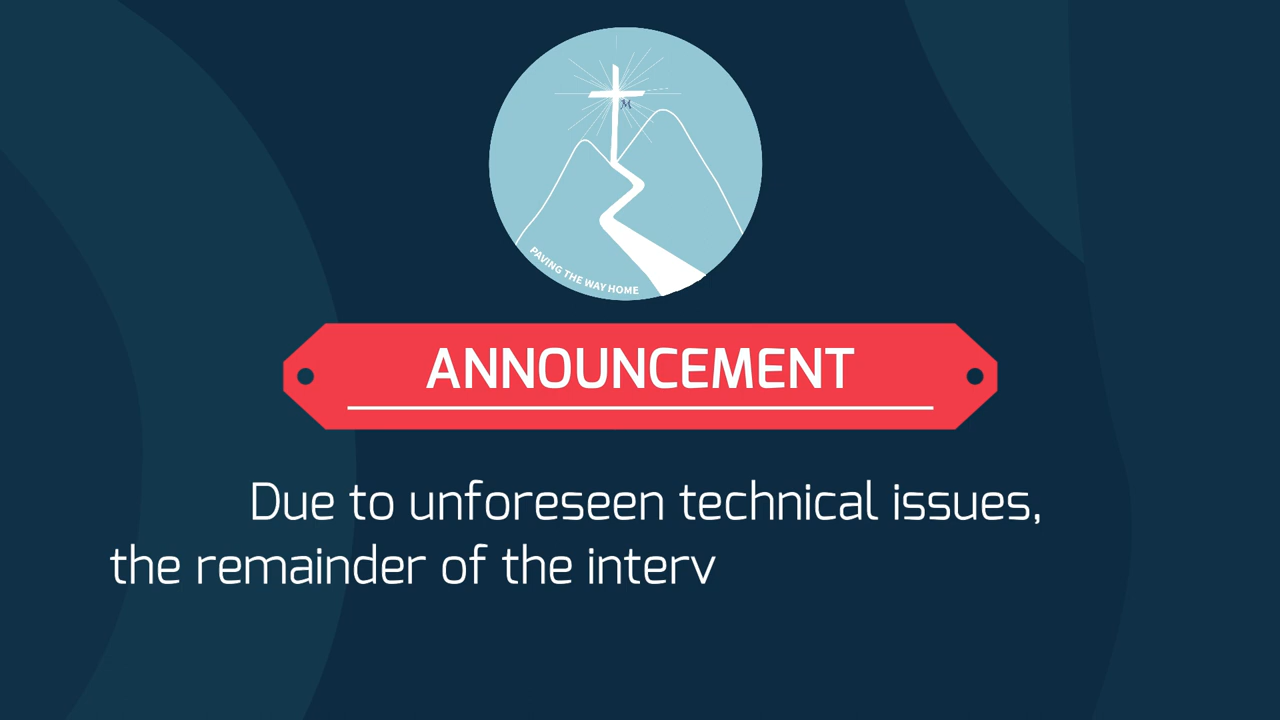 M
PAVING THE WAY HOME
ANNOUNCEMENT
Due to unforeseen technical issues,
the remainder of the interv